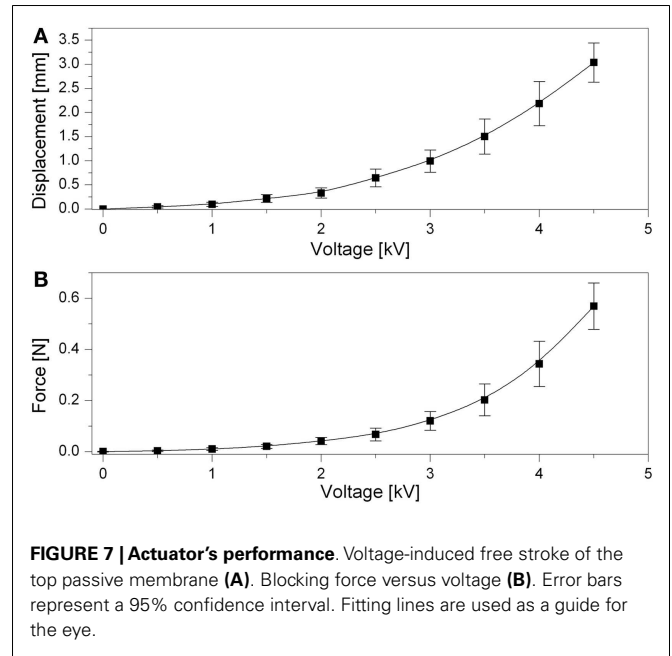 A
3.5
3.0
2.5
2.0
1.5
1.0
0.5
0.0
Displacement [mm]
0 1 2 3 4 5
Voltage [kV]
B
0.6
0.4
0.2
0.0
Force [N]
0 1 2 3 4 5
Voltage [kV]
FIGURE 7 | Actuator's performance. Voltage-induced free stroke of the
top passive membrane (A). Blocking force versus voltage (B). Error bars
represent a 95% confidence interval. Fitting lines are used as a guide for
the eye.